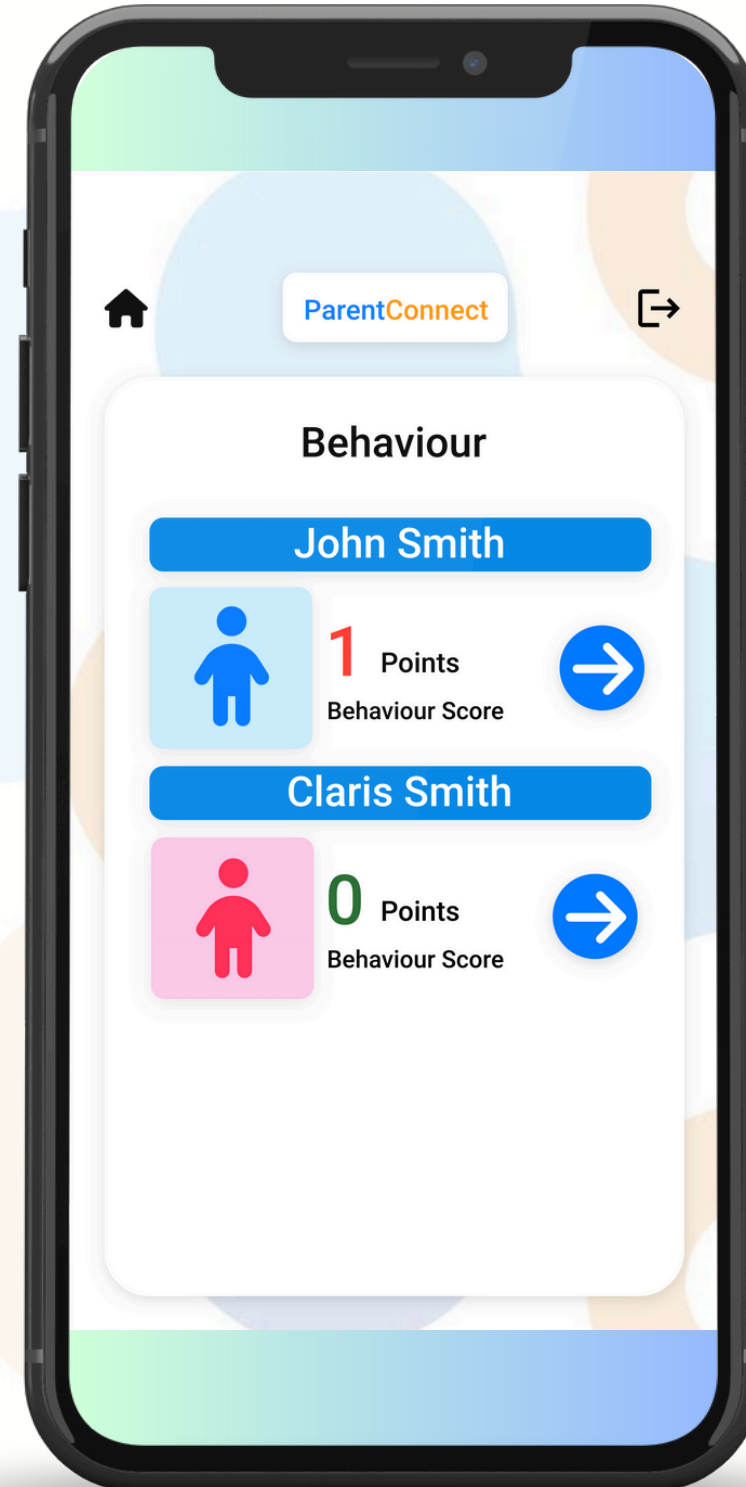 ParentConnect
Behaviour
John Smith
1 Points
Behaviour Score
Claris Smith
0 Points
Behaviour Score